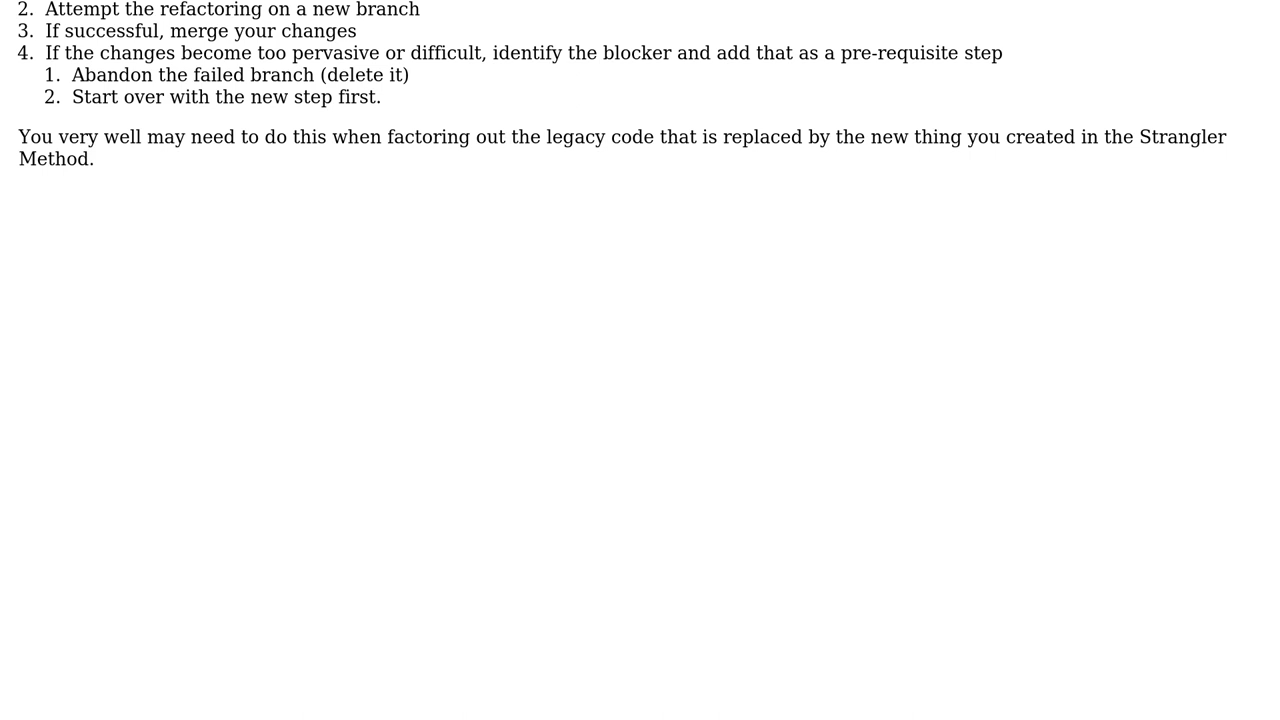 2. Attempt the refactoring on a new branch
3. If successful, merge your changes
4. If the changes become too pervasive or difficult, identify the blocker and add that as a pre-requisite step
1. Abandon the failed branch (delete it)
2. Start over with the new step first.
You very well may need to do this when factoring out the legacy code that is replaced by the new thing you created in the Strangler
Method.